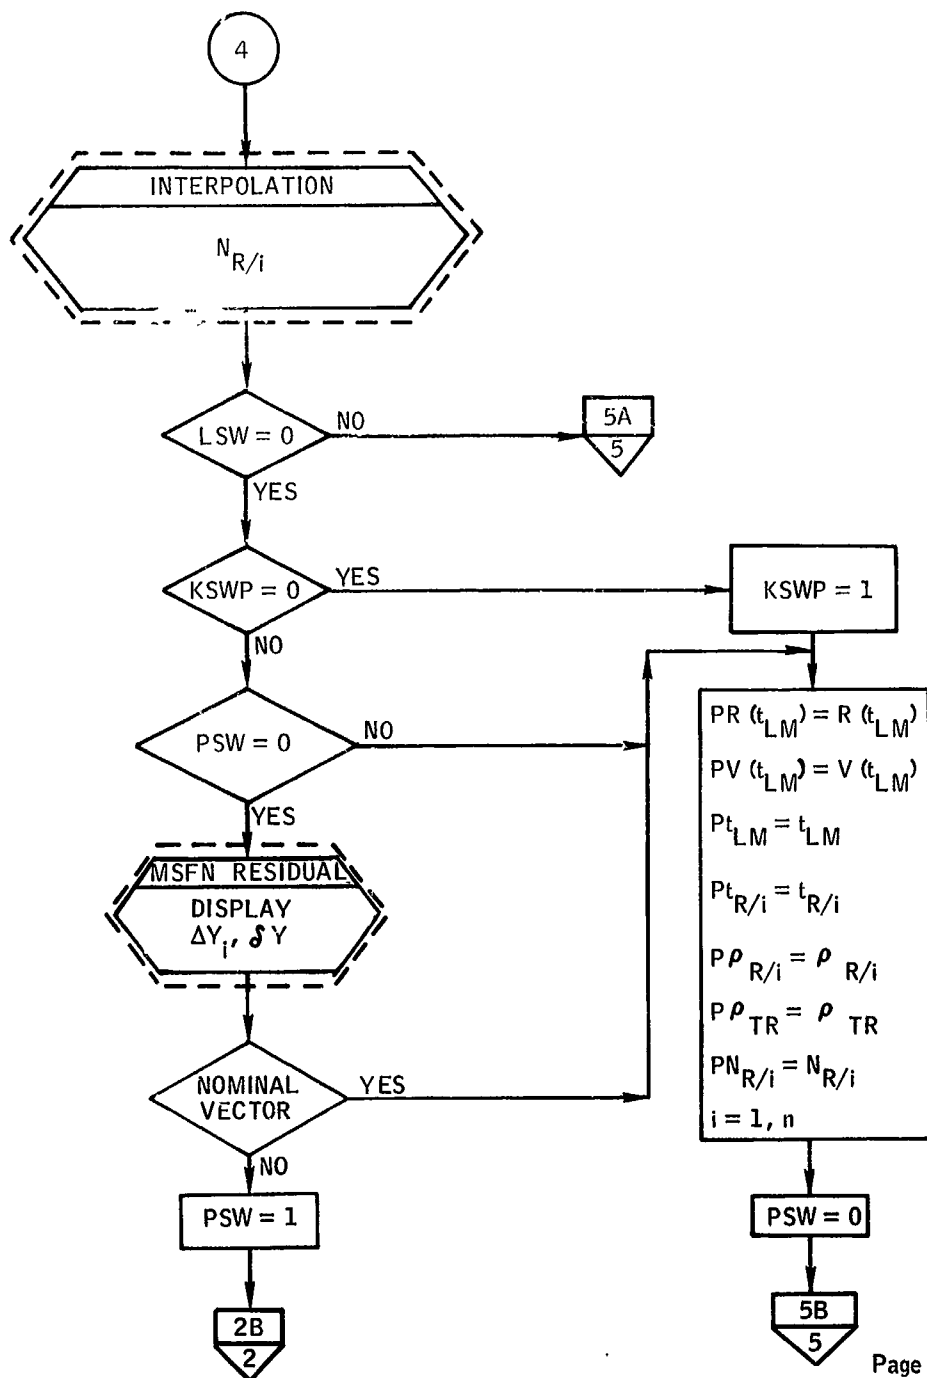 4
INTERPOLATION
N R/i
LSW = 0
NO
5A
5
YES
KSWP = 0
YES
KSWP = 1
NO
PSW = 0
NO
PR (t LM) = R (t LM)
PV (t LM) = V (t LM)
Pt LM = t LM
Pt R/i = t R/i
Pρ R/i = ρ R/i
Pρ TR = ρ TR
PN R/i = N R/i
i = 1, n
YES
MSFN RESIDUAL
DISPLAY
ΔY i, δY
NOMINAL
VECTOR
YES
NO
PSW = 1
PSW = 0
2B
2
5B
5
Page